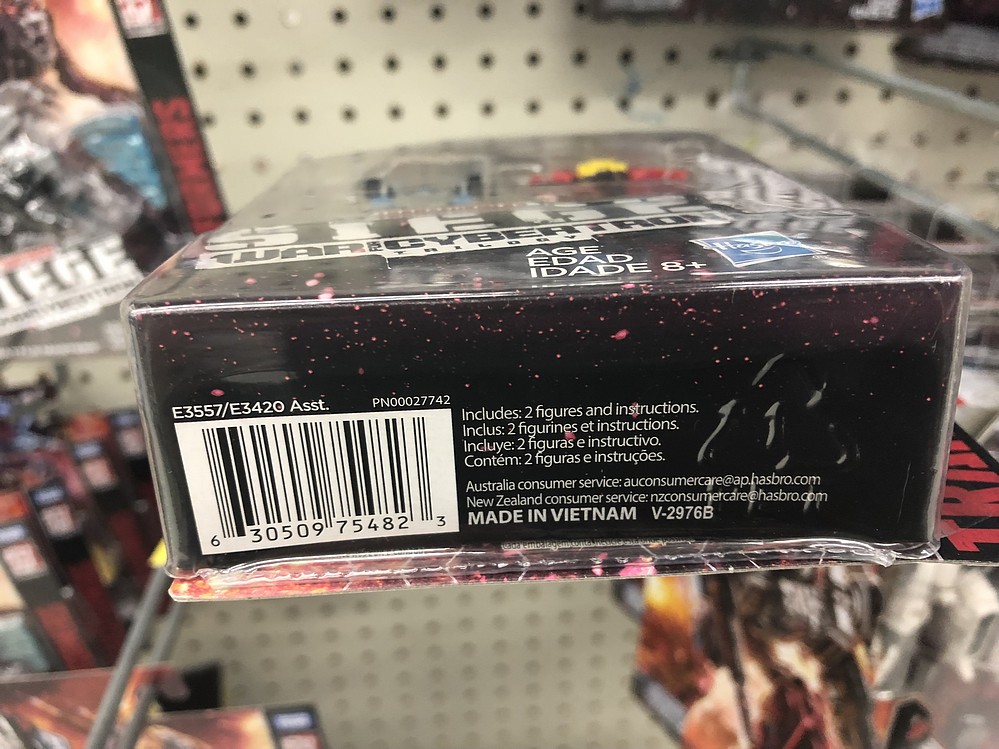 SIEGE
WAR FOR CYBERTRON
TRILOGY
AGE
EDAD
IDADE 8+
Hasbro
IEGE
E3557/E3420 Asst.
PN00027742
6 30509 75482 3
Includes: 2 figures and instructions.
Inclus: 2 figurines et instructions.
Incluye: 2 figuras e instructivo.
Contém: 2 figuras e instruções.
Australia consumer service: auconsumercare@ap.hasbro.com
New Zealand consumer service: nzconsumercare@hasbro.com
MADE IN VIETNAM V-2976B